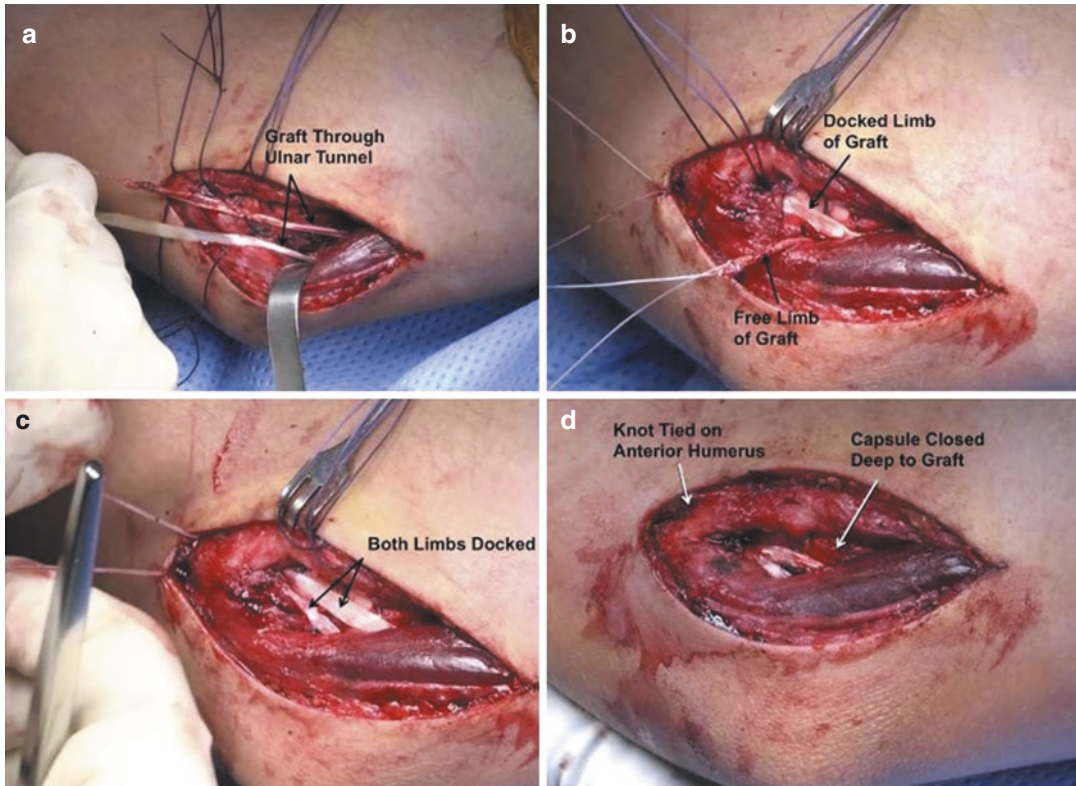 a
Graft Through
Ulnar Tunnel
b
Docked Limb
of Graft
Free Limb
of Graft
c
Both Limbs Docked
d
Knot Tied on
Anterior Humerus
Capsule Closed
Deep to Graft